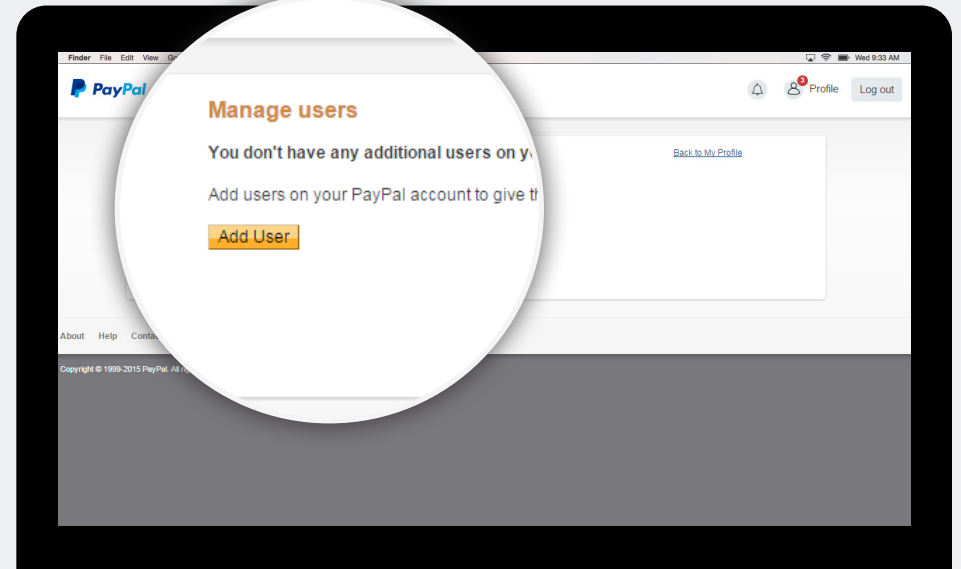 Finder File Edit View Wed 9:33 AM
PayPal 3 Profile Log out
Manage users
Back to My Profile
You don't have any additional users on
Add users on your PayPal account to give
Add User
About Help
Copyright © 1999-2015 PayPal. All